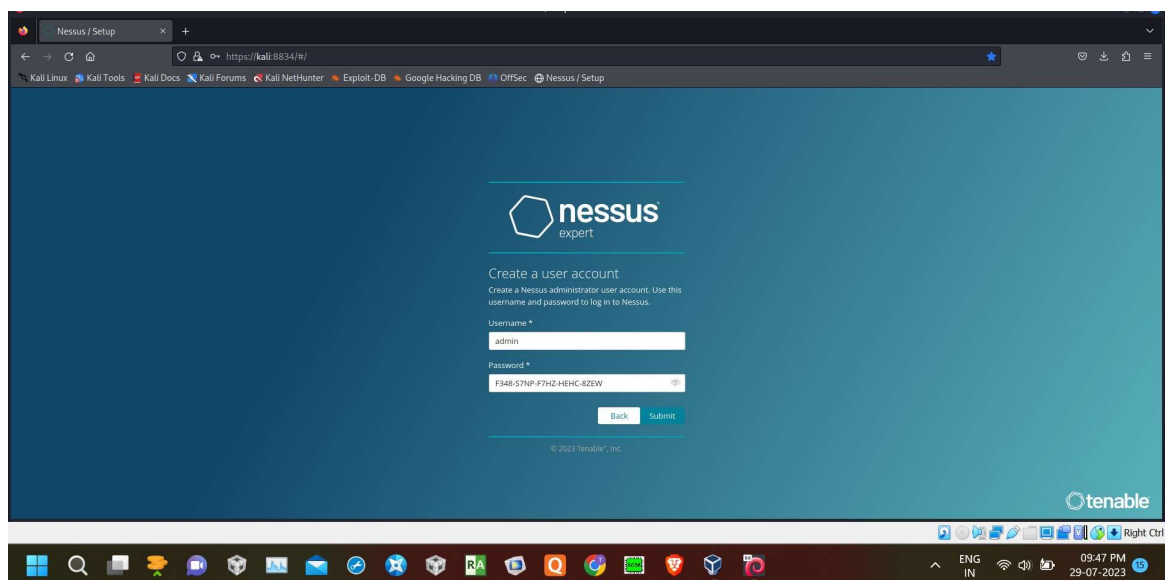 Nessus / Setup
https://kali:8834/#/
Kali Linux Kali Tools Kali Docs Kali Forums Kali NetHunter Exploit-DB Google Hacking DB OffSec Nessus / Setup
nessus
expert
Create a user account
Create a Nessus administrator user account. Use this
username and password to log in to Nessus.
Username *
admin
Password *
F348-S7NP-F7HZ-HEHC-8ZEW
Back Submit
© 2023 Tenable™, Inc.
tenable
Right Ctrl
RA
ENG
IN
09:47 PM
29-07-2023
15